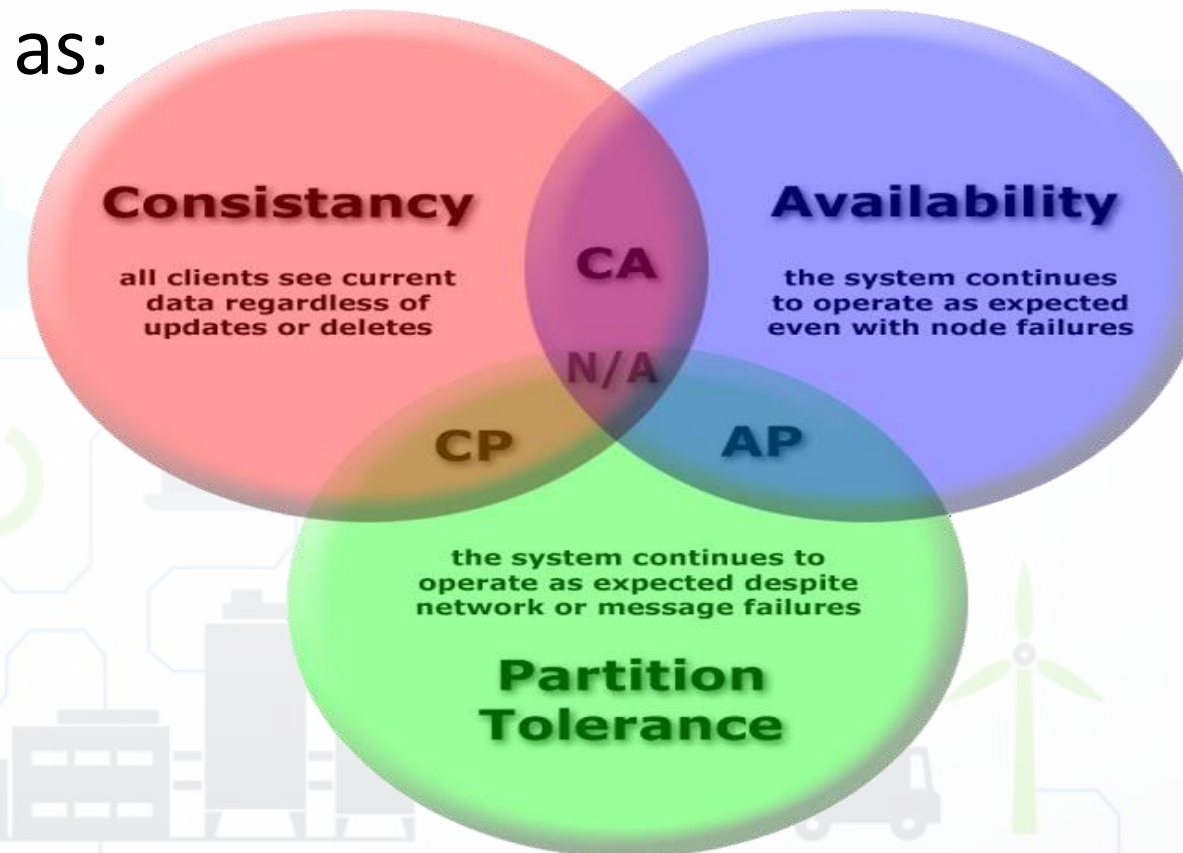 as:
Consistancy
all clients see current
data regardless of
updates or deletes
Availability
the system continues
to operate as expected
even with node failures
CA
N/A
CP
AP
the system continues to
operate as expected despite
network or message failures
Partition
Tolerance